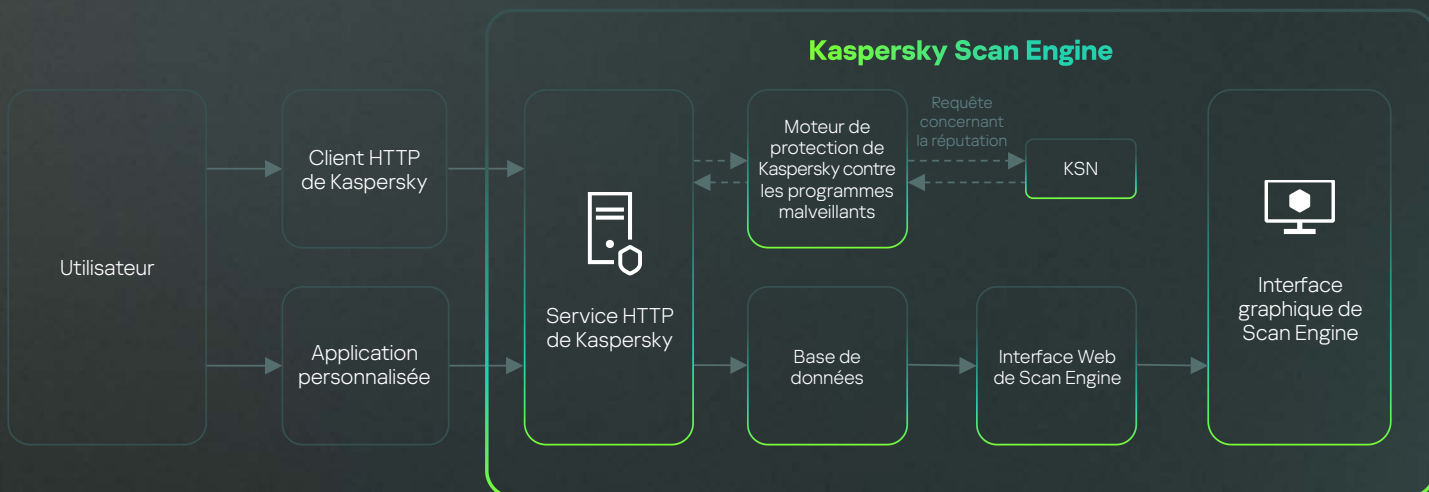 Kaspersky Scan Engine
Utilisateur
Client HTTP
de Kaspersky
Application
personnalisée
Service HTTP
de Kaspersky
Moteur de
protection de
Kaspersky contre
les programmes
malveillants
Requête
concernant
la réputation
KSN
Base de
données
Interface Web
de Scan Engine
Interface
graphique de
Scan Engine